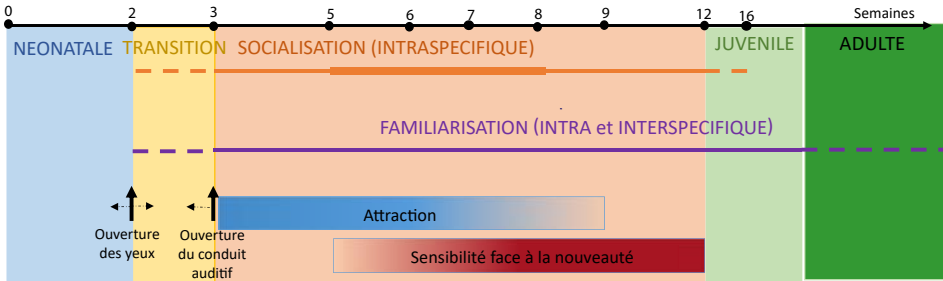 0 2 3 5 6 7 8 9 12 16 Semaines
NEONATALE TRANSITION SOCIALISATION (INTRASPECIFIQUE) JUVENILE ADULTE
FAMILIARISATION (INTRA et INTERSPECIFIQUE)
Attraction
Ouverture
des yeux
Ouverture
du conduit
auditif
Sensibilité face à la nouveauté